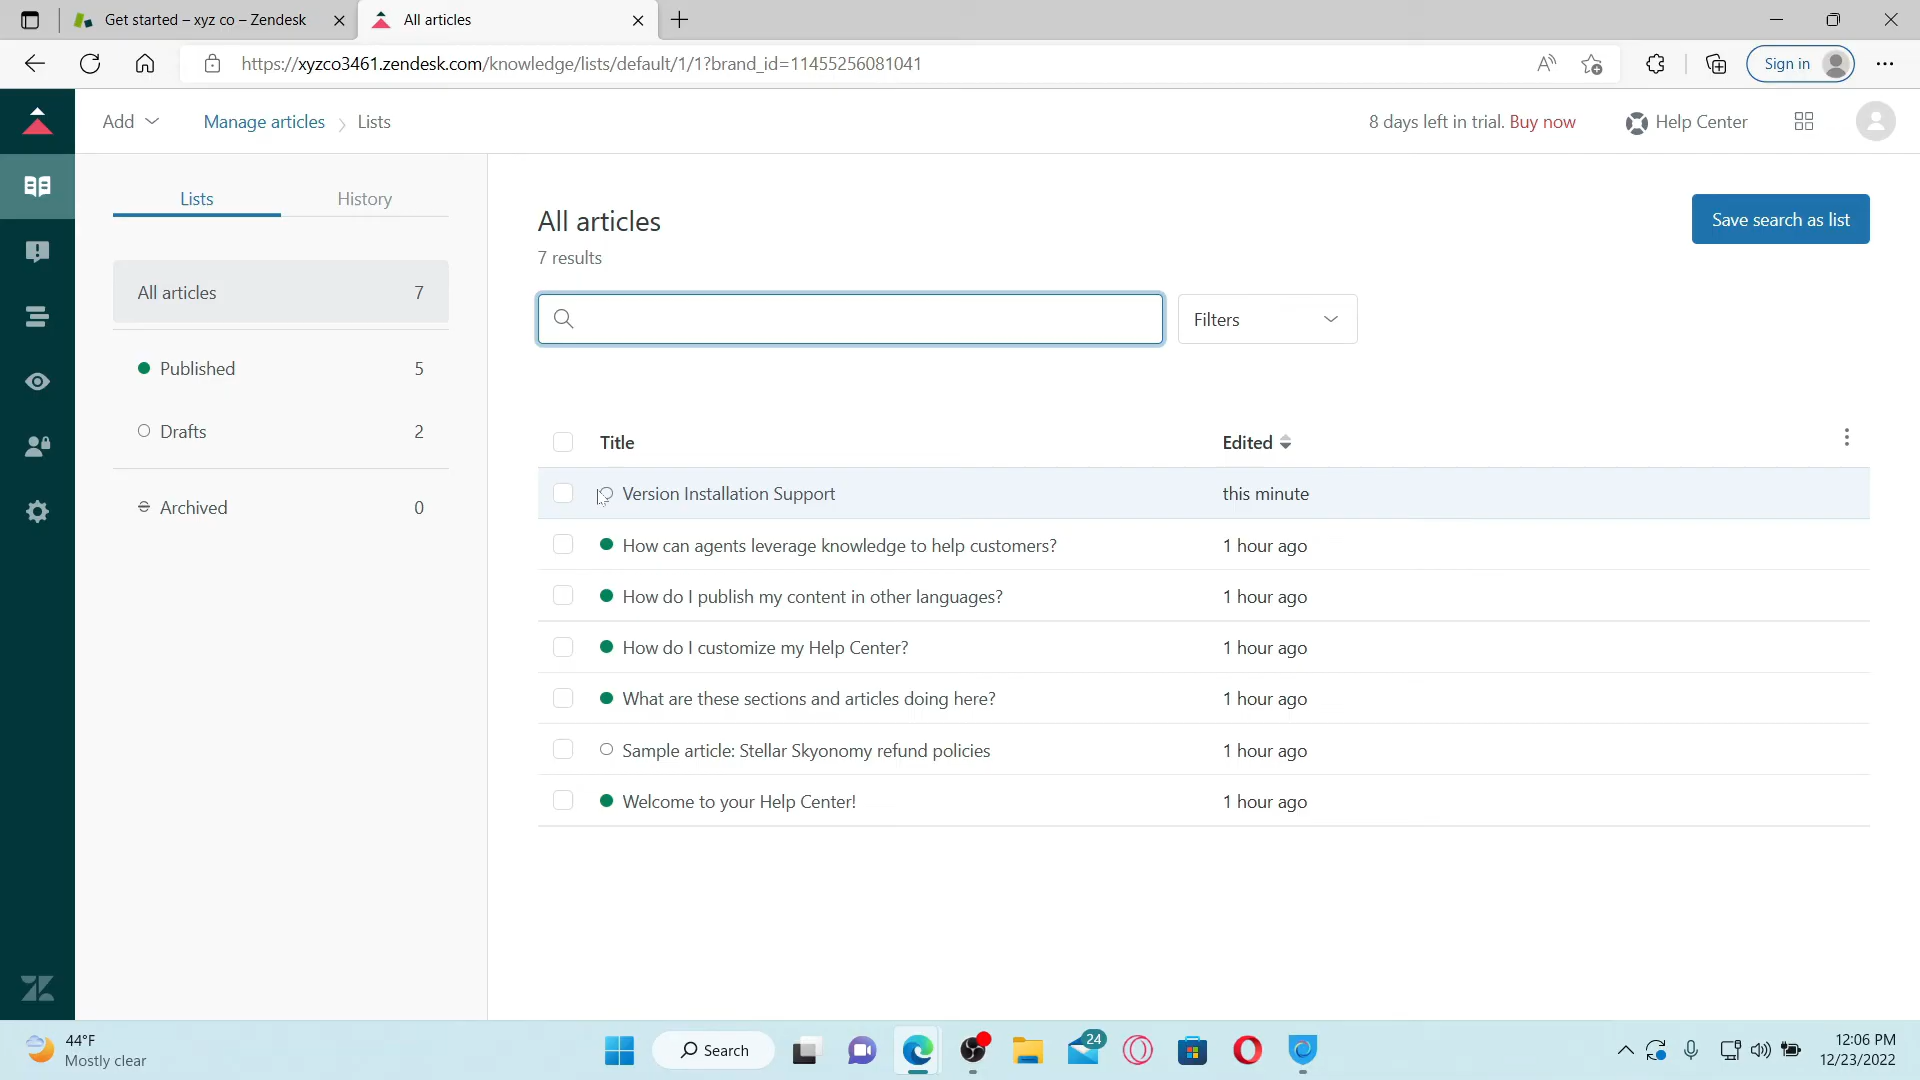 Get started – xyz co – Zendesk
All articles
https://xyzco3461.zendesk.com/knowledge/lists/default/1/1?brand_id=11455256081041
Sign in
Add
Manage articles
Lists
8 days left in trial. Buy now
Help Center
Lists
History
All articles 7
Published 5
Drafts 2
Archived 0
All articles
7 results
Save search as list
Filters
Title Edited
Version Installation Support this minute
How can agents leverage knowledge to help customers? 1 hour ago
How do I publish my content in other languages? 1 hour ago
How do I customize my Help Center? 1 hour ago
What are these sections and articles doing here? 1 hour ago
Sample article: Stellar Skyonomy refund policies 1 hour ago
Welcome to your Help Center! 1 hour ago
44°F
Mostly clear
Search
24
12:06 PM
12/23/2022